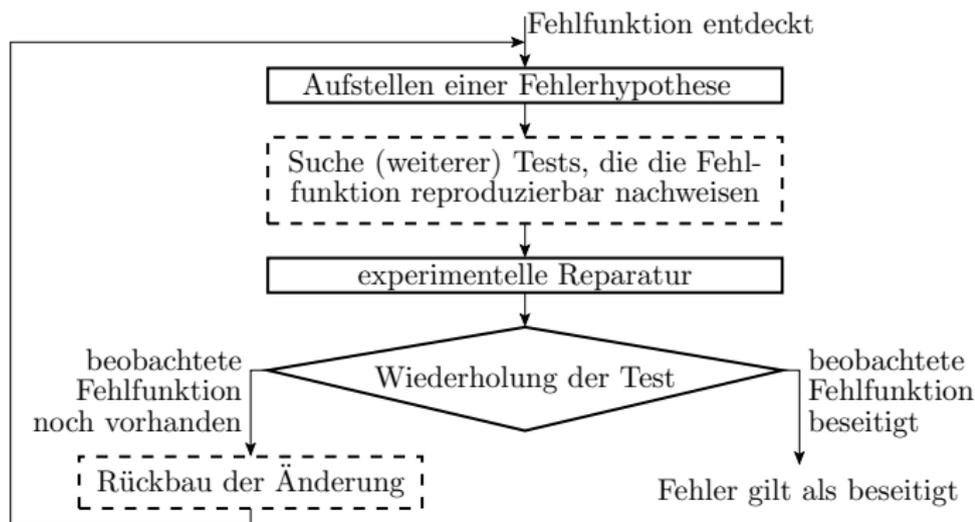 Fehlfunktion entdeckt
Aufstellen einer Fehlerhypothese
Suche (weiterer) Tests, die die Fehl-
funktion reproduzierbar nachweisen
experimentelle Reparatur
Wiederholung der Test
beobachtete
Fehlfunktion
noch vorhanden
beobachtete
Fehlfunktion
beseitigt
Rückbau der Änderung
Fehler gilt als beseitigt